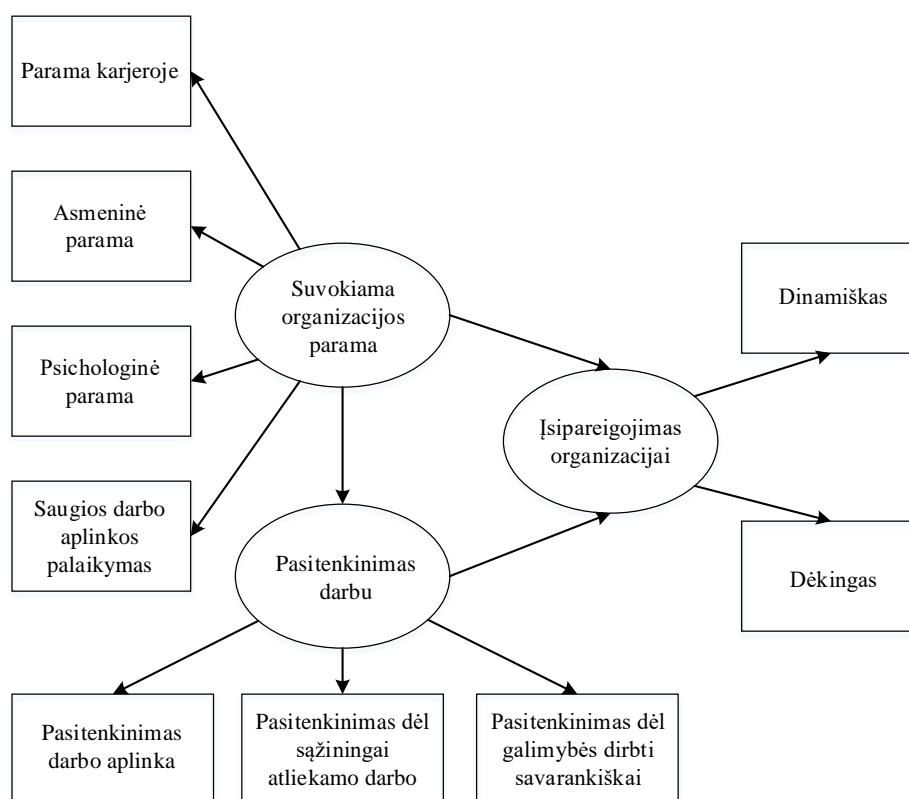 Parama karjeroje
Asmeninė
parama
Psichologinė
parama
Saugios darbo
aplinkos
palaikymas
Suvokiama
organizacijos
parama
Pasitenkinimas
darbu
Įsipareigojimas
organizacijai
Dinamiškas
Dėkingas
Pasitenkinimas
darbo aplinka
Pasitenkinimas dėl
sąžiningai
atliekamo darbo
Pasitenkinimas dėl
galimybės dirbti
savarankiškai